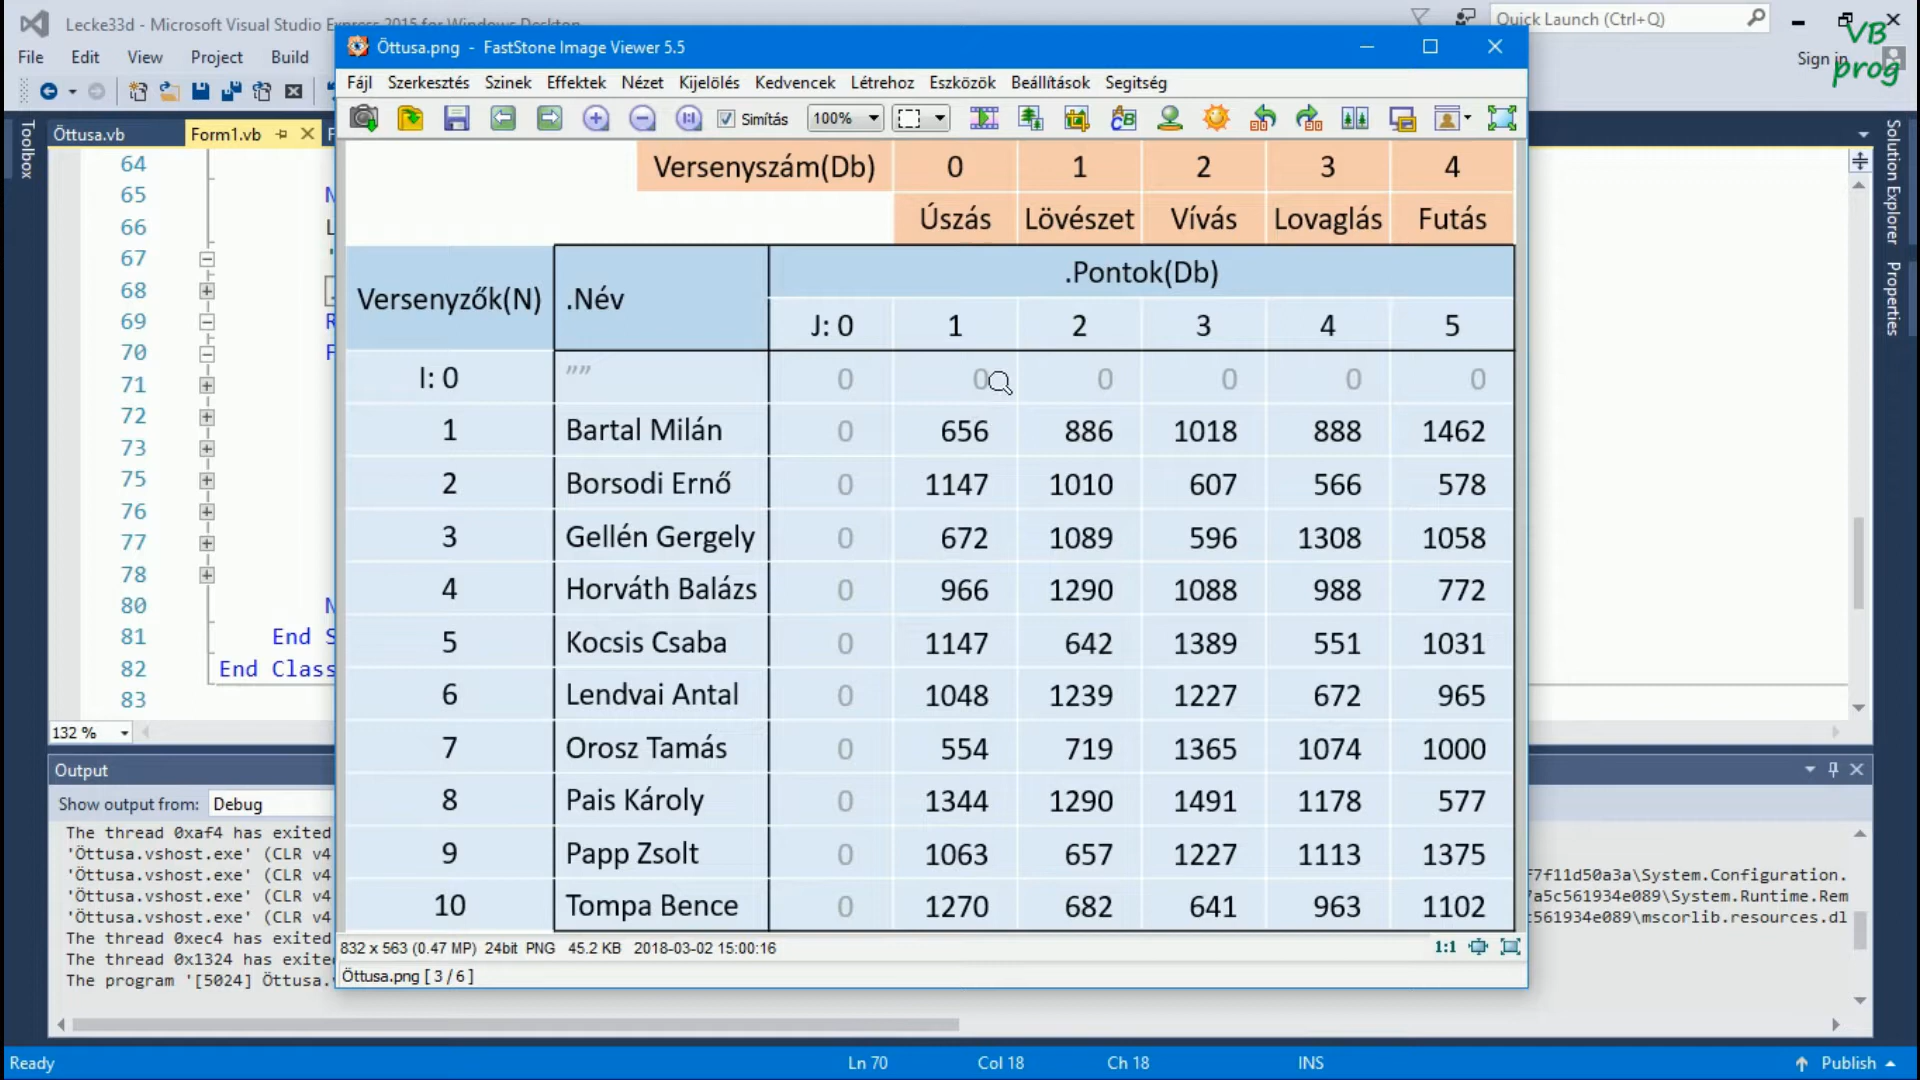 Lecke33d - Microsoft Visual Studio Express 2015 for Windows Desktop
Quick Launch (Ctrl+Q)
VB
prog
Öttusa.png - FastStone Image Viewer 5.5
File Edit View Project Build
Sign in
Fájl Szerkesztés Szinek Effektek Nézet Kijelölés Kedvencek Létrehoz Eszközök Beállítások Segitség
Simítás 100%
Öttusa.vb Form1.vb
Toolbox
Solution Explorer
Properties
Versenyszám(Db) 0 1 2 3 4
Úszás Lövészet Vívás Lovaglás Futás
Versenyzők(N) .Név .Pontok(Db)
J: 0 1 2 3 4 5
I: 0 ”” 0 0 0 0 0 0
1 Bartal Milán 0 656 886 1018 888 1462
2 Borsodi Ernő 0 1147 1010 607 566 578
3 Gellén Gergely 0 672 1089 596 1308 1058
4 Horváth Balázs 0 966 1290 1088 988 772
5 Kocsis Csaba 0 1147 642 1389 551 1031
6 Lendvai Antal 0 1048 1239 1227 672 965
7 Orosz Tamás 0 554 719 1365 1074 1000
8 Pais Károly 0 1344 1290 1491 1178 577
9 Papp Zsolt 0 1063 657 1227 1113 1375
10 Tompa Bence 0 1270 682 641 963 1102
832 x 563 (0.47 MP) 24bit PNG 45.2 KB 2018-03-02 15:00:16
1:1
Öttusa.png [ 3 / 6 ]
64
65
66
67
68
69
70
71
72
73
75
76
77
78
80
81 End S
82 End Class
83
132 %
Output
Show output from: Debug
The thread 0xaf4 has exited
'Öttusa.vshost.exe' (CLR v4
'Öttusa.vshost.exe' (CLR v4 f7f11d50a3a\System.Configuration.
'Öttusa.vshost.exe' (CLR v4 7a5c561934e089\System.Runtime.Rem
'Öttusa.vshost.exe' (CLR v4 c561934e089\mscorlib.resources.dl
The thread 0xec4 has exited
The thread 0x1324 has exite
The program '[5024] Öttusa.
Ready Ln 70 Col 18 Ch 18 INS Publish